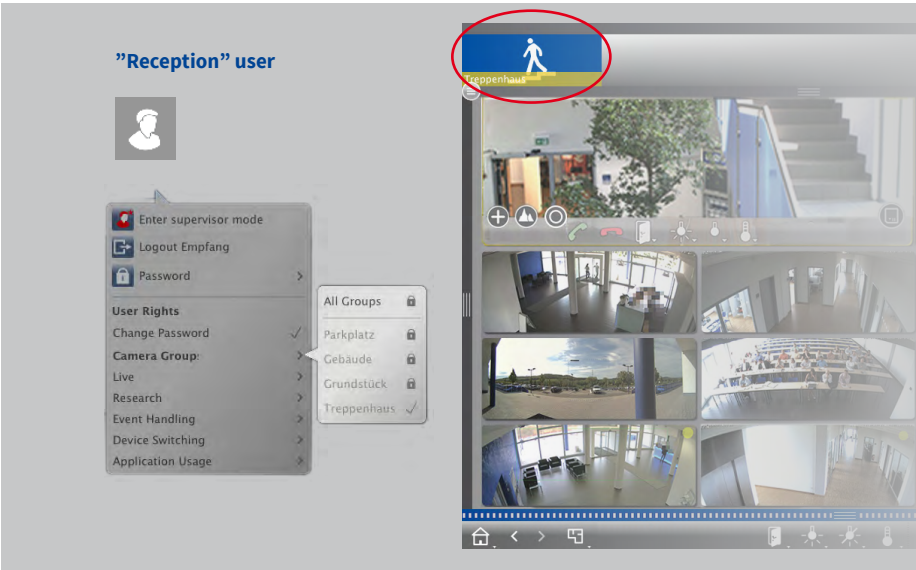 ”Reception” user
Enter supervisor mode
Logout Empfang
Password
User Rights
Change Password
Camera Group:
Live
Research
Event Handling
Device Switching
Application Usage
All Groups
Parkplatz
Gebäude
Grundstück
Treppenhaus
Treppenhaus